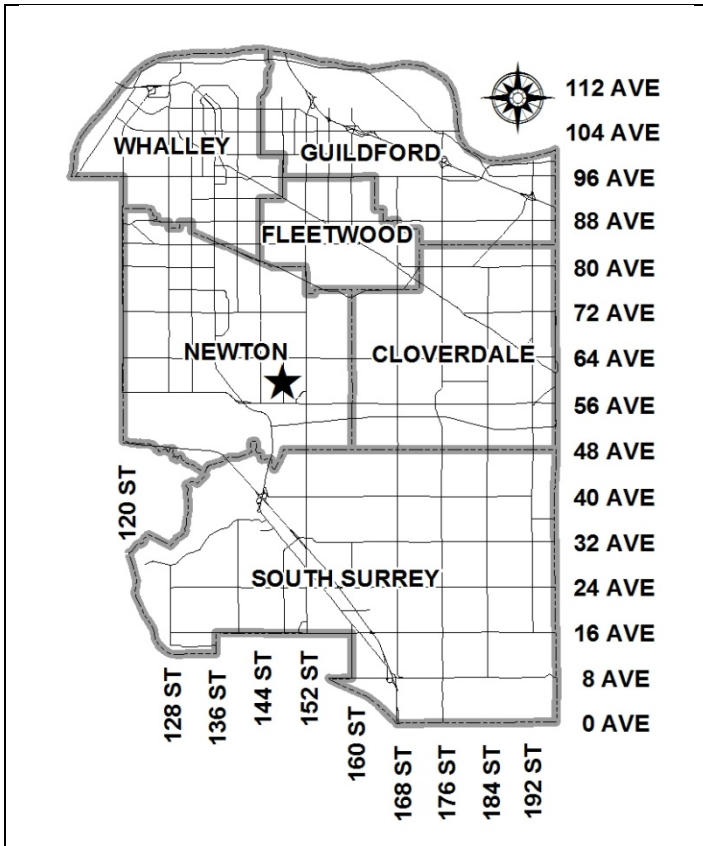 112 AVE
104 AVE
WHALLEY
GUILDFORD
96 AVE
88 AVE
FLEETWOOD
80 AVE
72 AVE
NEWTON
CLOVERDALE
64 AVE
56 AVE
48 AVE
120 ST
40 AVE
32 AVE
SOUTH SURREY
24 AVE
16 AVE
8 AVE
0 AVE
128 ST
136 ST
144 ST
152 ST
160 ST
168 ST
176 ST
184 ST
192 ST